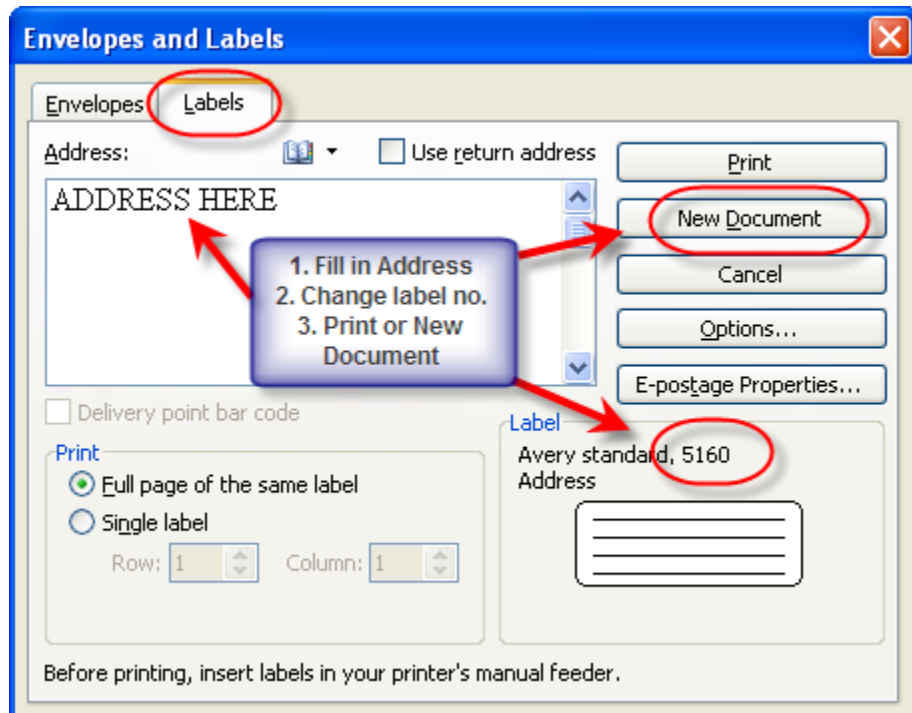 Envelopes and Labels
Envelopes
Labels
Address:
Use return address
ADDRESS HERE
Print
New Document
Cancel
Options...
E-postage Properties...
1. Fill in Address
2. Change label no.
3. Print or New
Document
Delivery point bar code
Print
Full page of the same label
Single label
Row: 1 Column: 1
Label
Avery standard, 5160
Address
Before printing, insert labels in your printer's manual feeder.